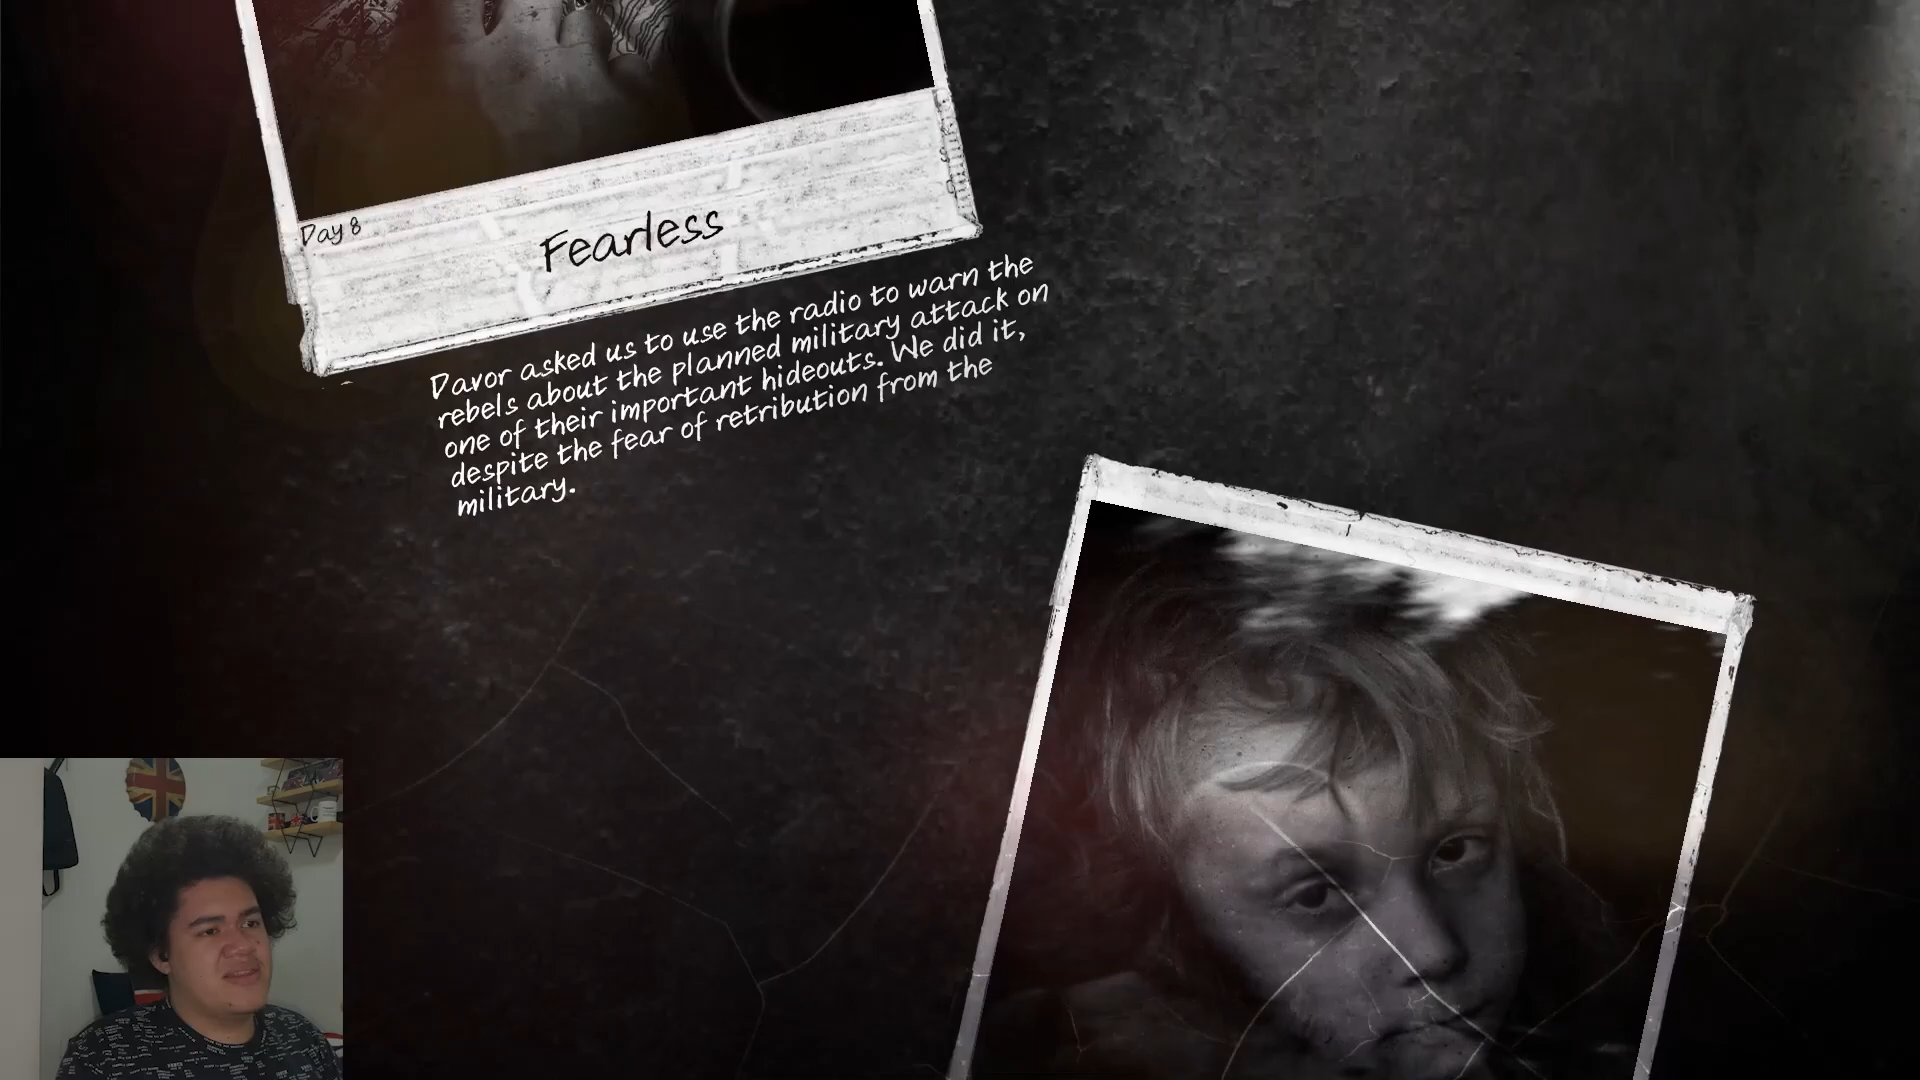 Day 8
Fearless
Davor asked us to use the radio to warn the
rebels about the planned military attack on
one of their important hideouts. We did it,
despite the fear of retribution from the
military.